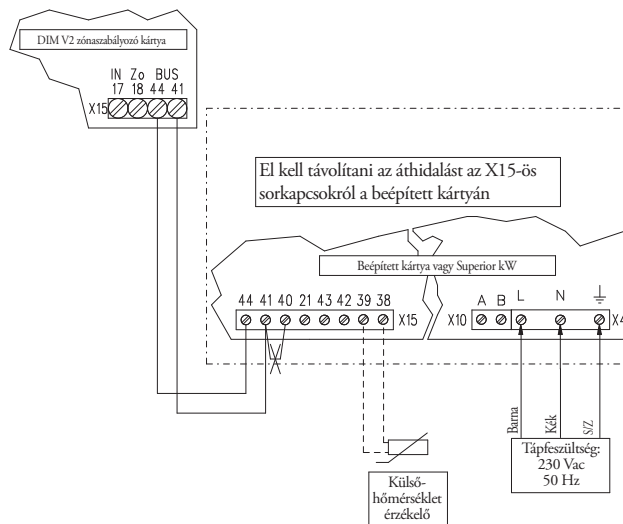 DIM V2 zónaszabályozó kártya
IN Zo BUS
17 18 44 41
X15
El kell távolítani az áthidalást az X15-ös
sorkapcsokról a beépített kártyán
Beépített kártya vagy Superior kW
44 41 40 21 43 42 39 38
X15
A B L N
X10
X4
Barna
Kék
S/Z
Tápfeszültség:
230 Vac
50 Hz
Külső-
hőmérséklet
érzékelő